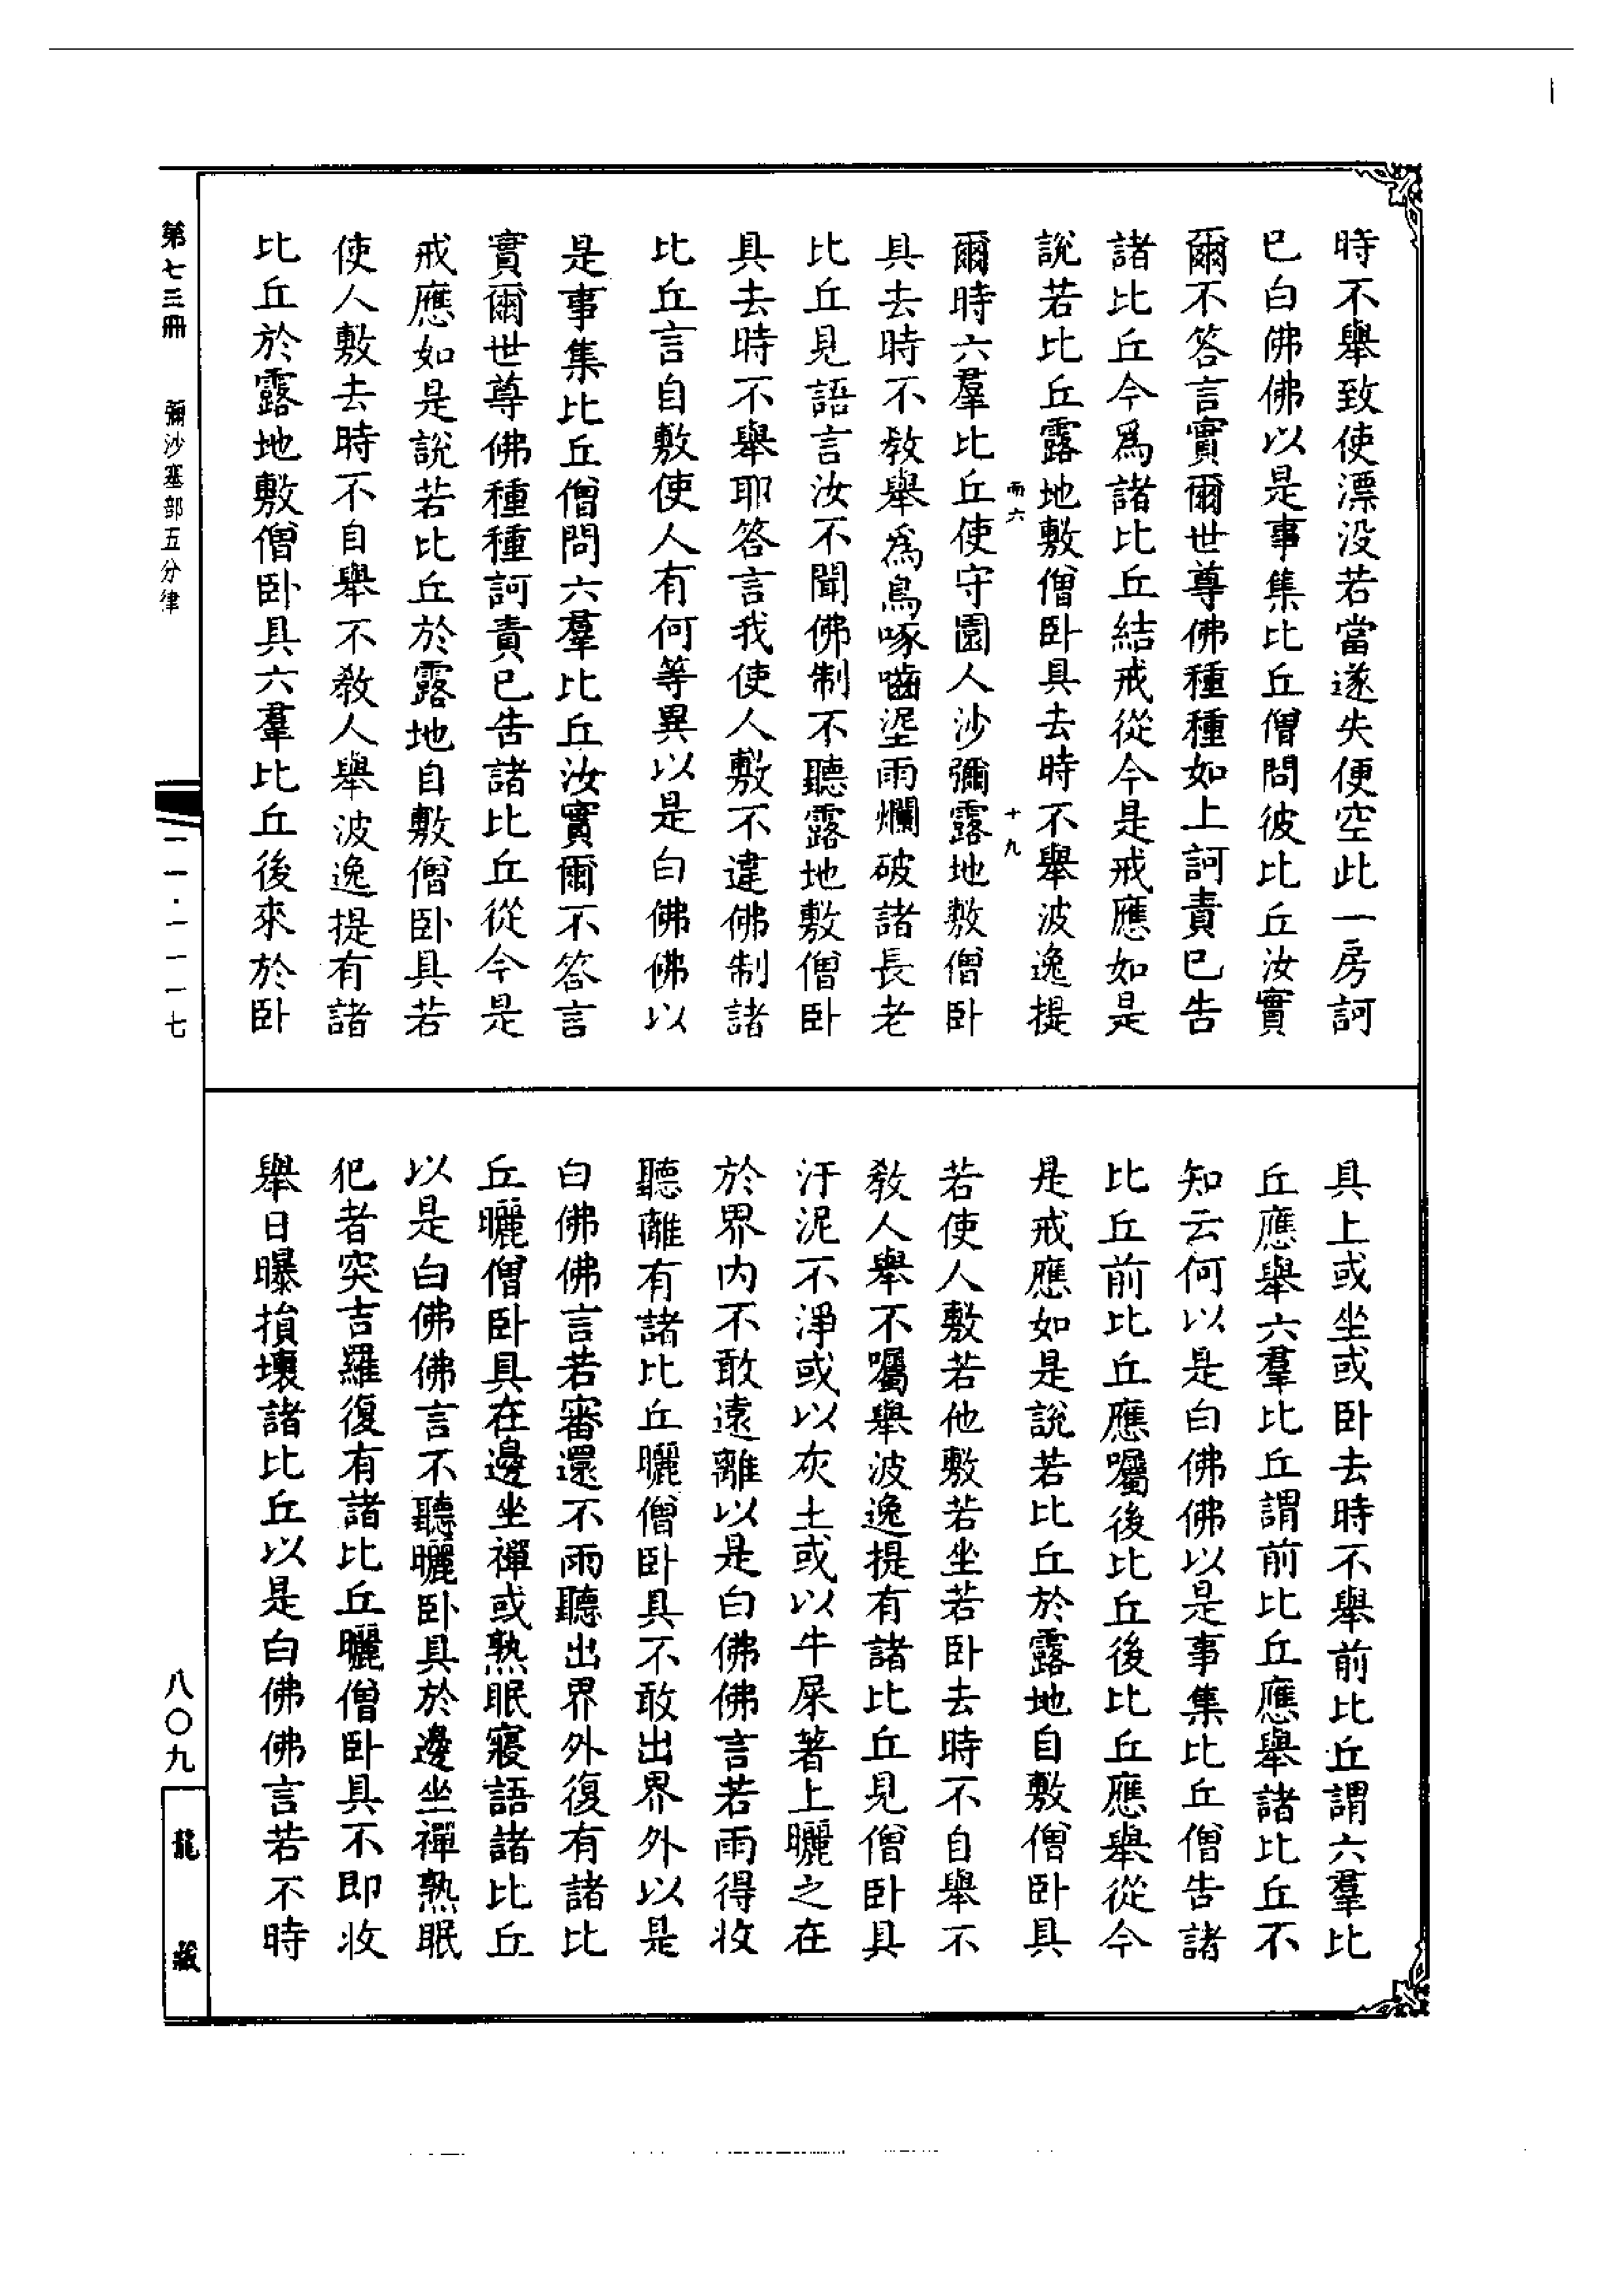 時不舉致使漂没若當遂失便空此一房訶
已白佛佛以是事集比丘僧問彼比丘汝實
爾不答言實爾世尊佛種種如上訶責已告
諸比丘今爲諸比丘結戒從今是戒應如是
說若比丘露地敷僧卧具去時不舉波逸提
雨六 十九
爾時六羣比丘使守園人沙彌露地敷僧卧
具去時不教舉爲鳥啄嚙埿雨爛破諸長老
比丘見語言汝不聞佛制不聽露地敷僧卧
具去時不舉耶答言我使人敷不違佛制諸
比丘言自敷使人有何等異以是白佛佛以
是事集比丘僧問六羣比丘汝實爾不答言
實爾世尊佛種種訶責已告諸比丘從今是
戒應如是說若比丘於露地自敷僧卧具若
使人敷去時不自舉不教人舉波逸提有諸
比丘於露地敷僧卧具六羣比丘後來於卧
具上或坐或卧去時不舉前比丘謂六羣比
丘應舉六羣比丘謂前比丘應舉諸比丘不
知云何以是白佛佛以是事集比丘僧告諸
比丘前比丘應囑後比丘後比丘應舉從今
是戒應如是說若比丘於露地自敷僧卧具
若使人敷若他敷若坐若卧去時不自舉不
教人舉不囑舉波逸提有諸比丘見僧卧具
汙泥不淨或以灰土或以牛屎著上曬之在
於界内不敢遠離以是白佛佛言若雨得收
聽離有諸比丘曬僧卧具不敢出界外以是
白佛佛言若審還不雨聽出界外復有諸比
丘曬僧卧具在邊坐禪或熟眠寢語諸比丘
以是白佛佛言不聽曬卧具於邊坐禪熟眠
犯者突吉羅復有諸比丘曬僧卧具不即收
舉日曝損壞諸比丘以是白佛佛言若不時
第七三冊 彌沙塞部五分律
一一·一一一七
八〇九
龍藏